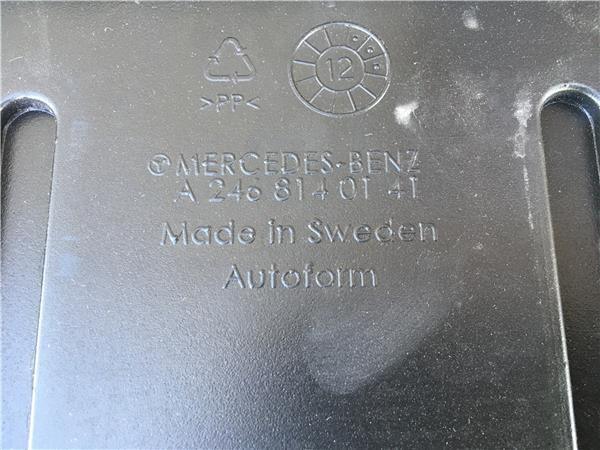 12
>PP<
MERCEDES-BENZ
A 246 814 01 41
Made in Sweden
Autoform